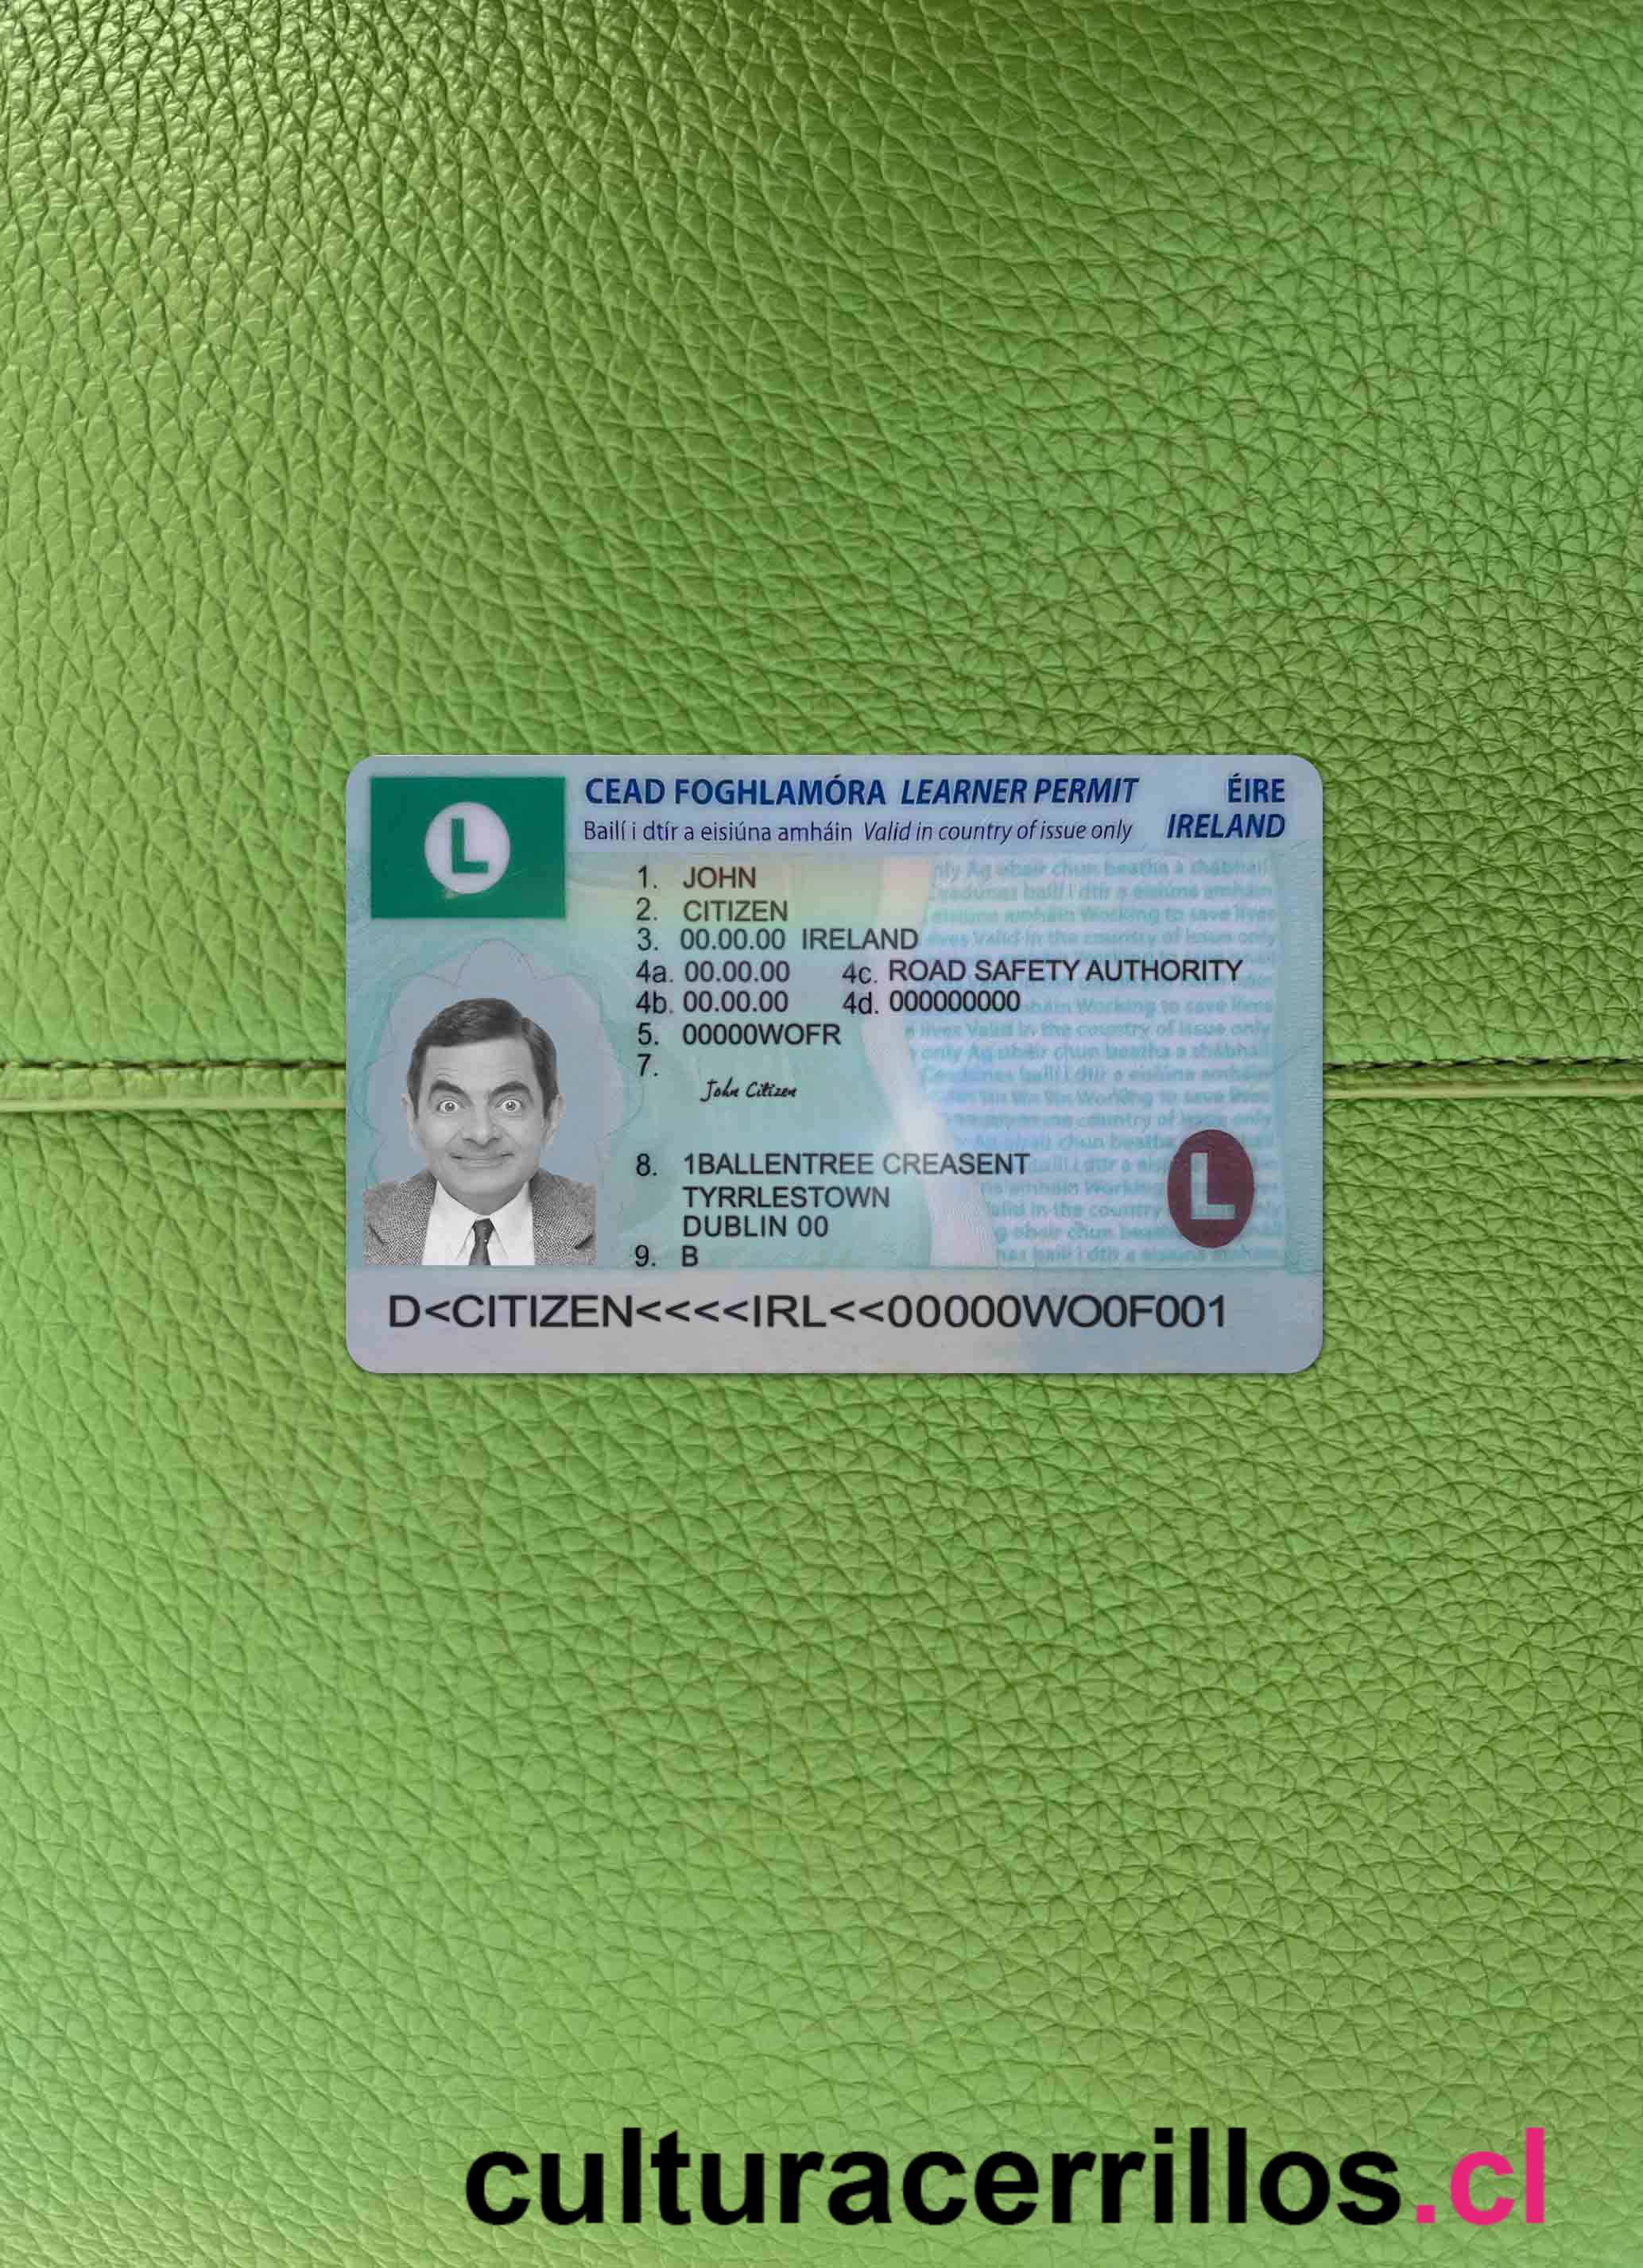 L
CEAD FOGHLAMÓRA LEARNER PERMIT
ÉIRE
Bailí i dtír a eisiúna amháin Valid in country of issue only
IRELAND
1. JOHN
2. CITIZEN
3. 00.00.00 IRELAND
4a. 00.00.00 4c. ROAD SAFETY AUTHORITY
4b. 00.00.00 4d. 000000000
5. 00000WOFR
7.
John Citizen
8. 1BALLENTREE CREASENT
TYRRLESTOWN
DUBLIN 00
9. B
L
D<CITIZEN<<<<IRL<<00000WO0F001
culturacerrillos.cl